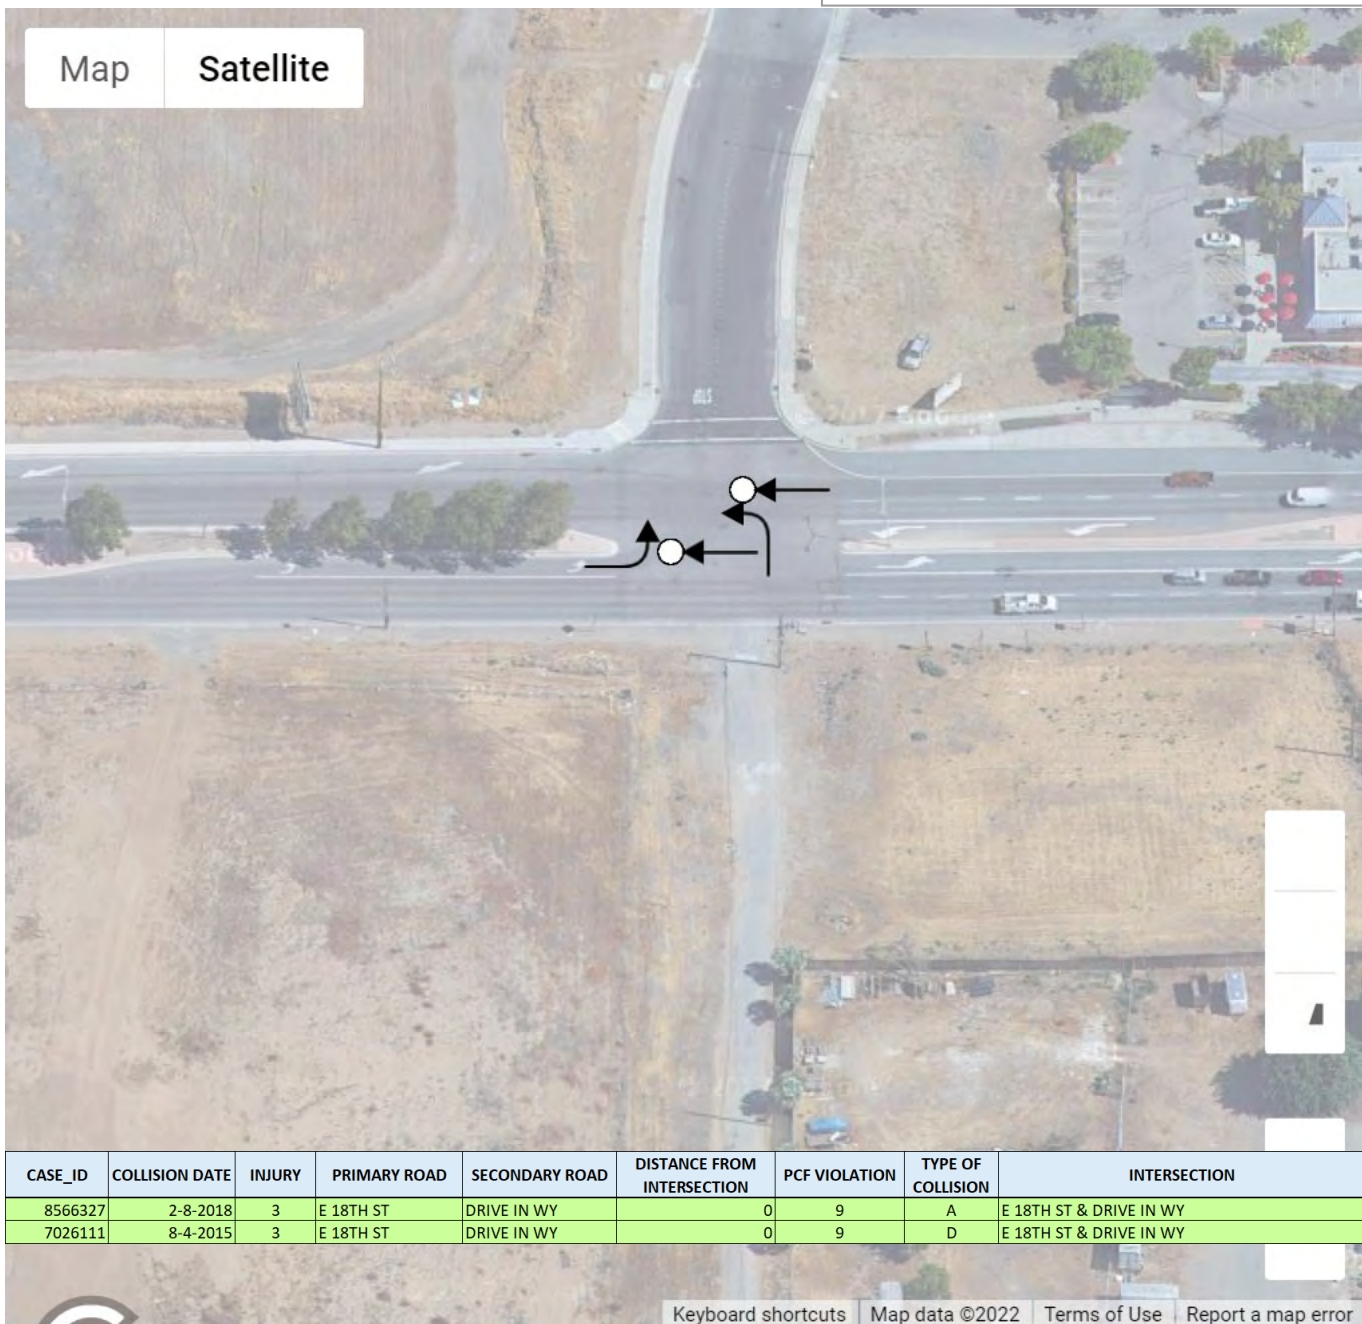 Map Satellite
STOP
CASE_ID COLLISION DATE INJURY PRIMARY ROAD SECONDARY ROAD DISTANCE FROM INTERSECTION PCF VIOLATION TYPE OF COLLISION INTERSECTION
8566327 2-8-2018 3 E 18TH ST DRIVE IN WY 0 9 A E 18TH ST & DRIVE IN WY
7026111 8-4-2015 3 E 18TH ST DRIVE IN WY 0 9 D E 18TH ST & DRIVE IN WY
Keyboard shortcuts Map data ©2022 Terms of Use Report a map error